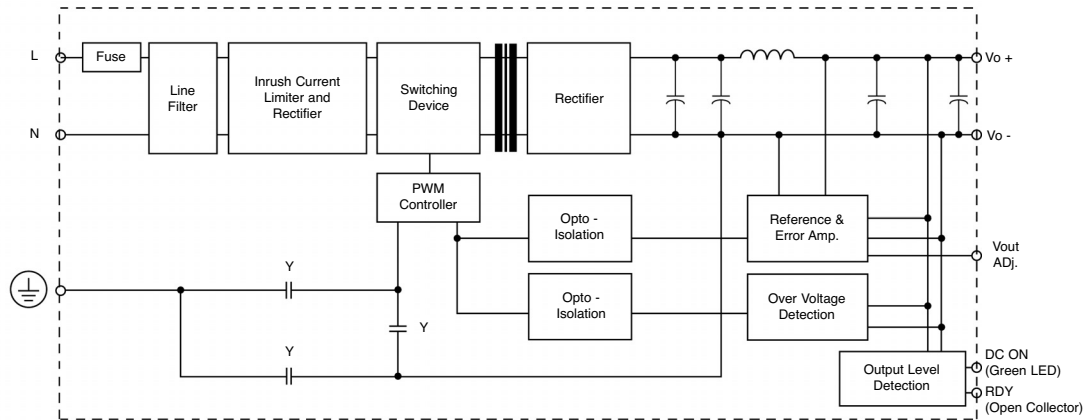 L
Fuse
Line
Filter
Inrush Current
Limiter and
Rectifier
Switching
Device
Rectifier
Vo +
N
Vo -
PWM
Controller
Opto -
Isolation
Reference &
Error Amp.
Vout
ADj.
Y
Opto -
Isolation
Over Voltage
Detection
Y
Y
Output Level
Detection
DC ON
(Green LED)
RDY
(Open Collector)